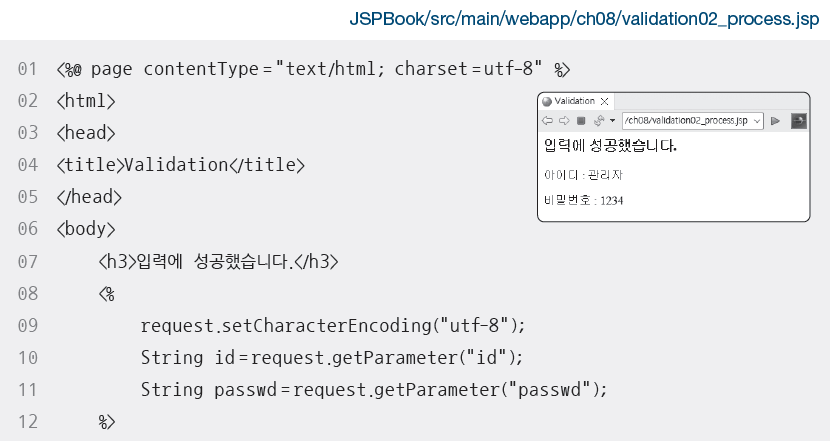 JSPBook/src/main/webapp/ch08/validation02_process.jsp
01 <%@ page contentType="text/html; charset=utf-8" %>
02 <html>
03 <head>
04 <title>Validation</title>
05 </head>
06 <body>
07 <h3>입력에 성공했습니다.</h3>
08 <%
09 request.setCharacterEncoding("utf-8");
10 String id=request.getParameter("id");
11 String passwd=request.getParameter("passwd");
12 %>
Validation
/ch08/validation02_process.jsp
입력에 성공했습니다.
아이디 : 관리자
비밀번호 : 1234